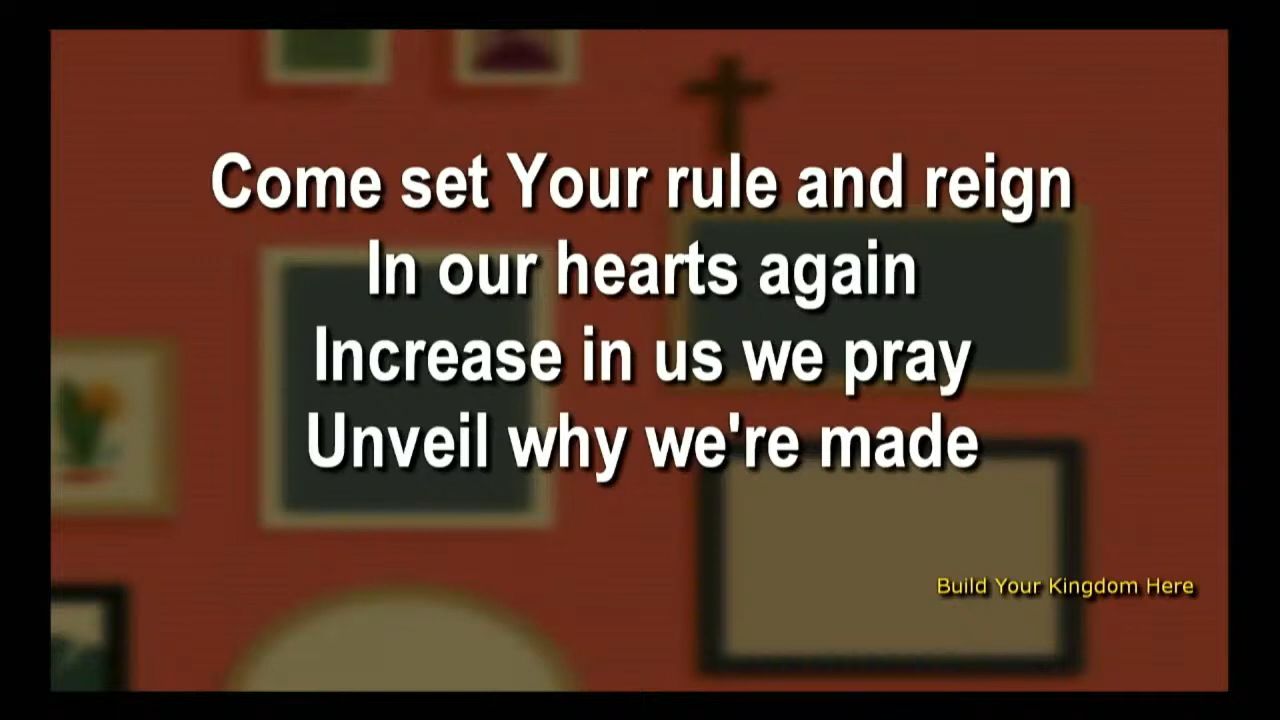 Come set Your rule and reign
In our hearts again
Increase in us we pray
Unveil why we're made
Build Your Kingdom Here